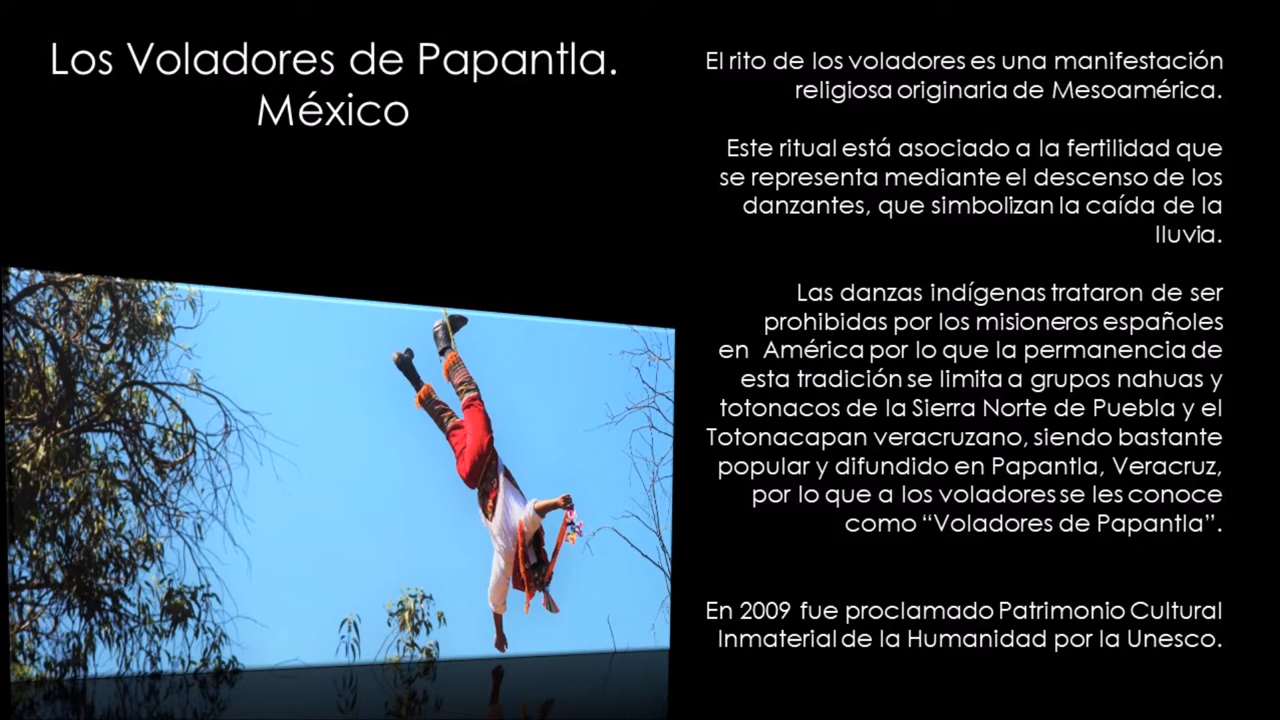 Los Voladores de Papantla.
México
El rito de los voladores es una manifestación
religiosa originaria de Mesoamérica.
Este ritual está asociado a la fertilidad que
se representa mediante el descenso de los
danzantes, que simbolizan la caída de la
lluvia.
Las danzas indígenas trataron de ser
prohibidas por los misioneros españoles
en América por lo que la permanencia de
esta tradición se limita a grupos nahuas y
totonacos de la Sierra Norte de Puebla y el
Totonacapan veracruzano, siendo bastante
popular y difundido en Papantla, Veracruz,
por lo que a los voladores se les conoce
como “Voladores de Papantla”.
En 2009 fue proclamado Patrimonio Cultural
Inmaterial de la Humanidad por la Unesco.